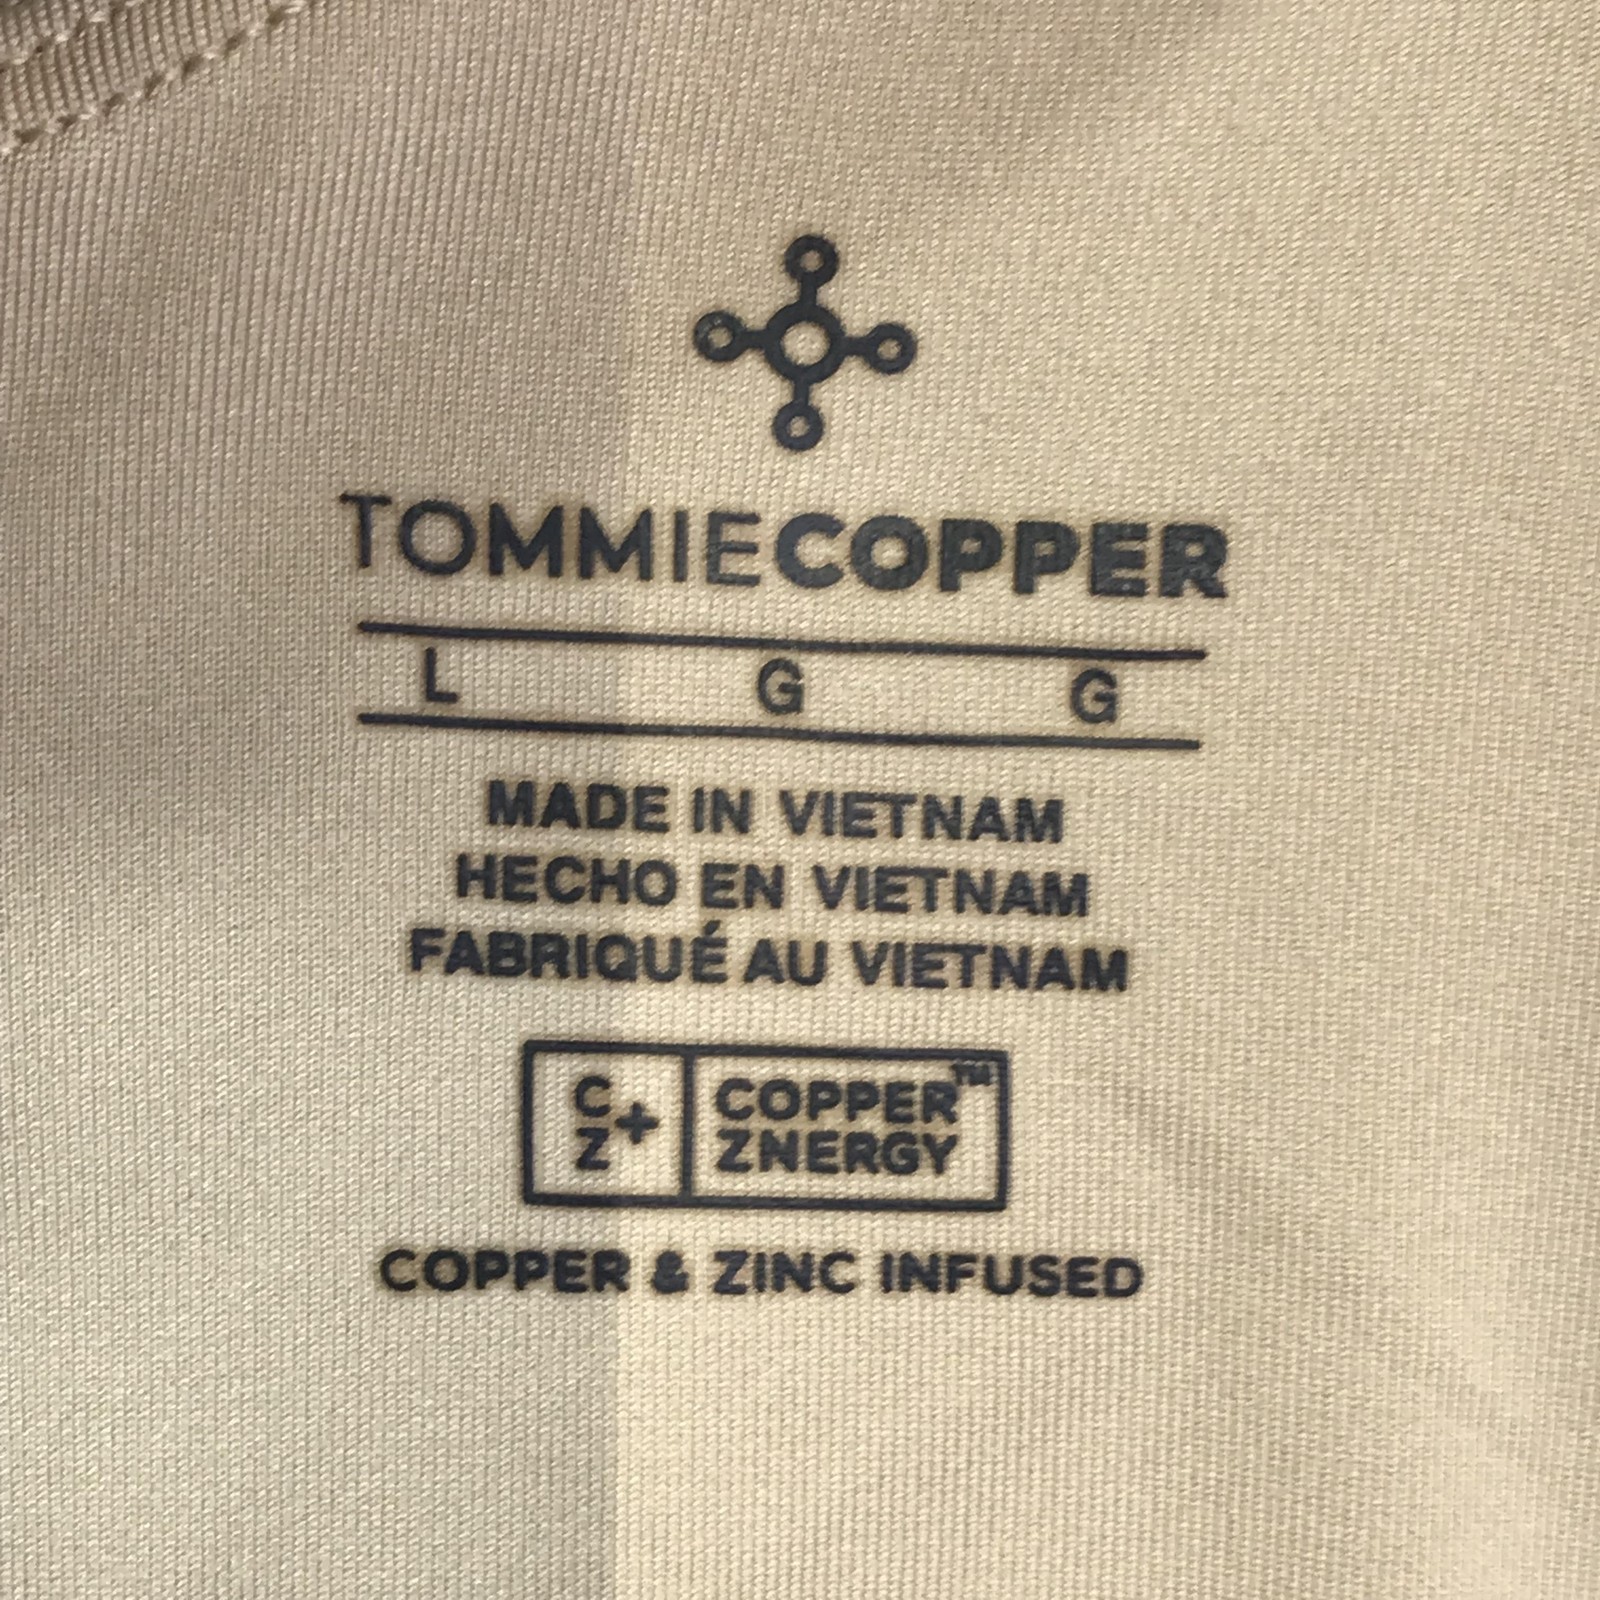 TOMMIECOPPER
L G G
MADE IN VIETNAM
HECHO EN VIETNAM
FABRIQUÉ AU VIETNAM
C
Z +
COPPER™
ZNERGY
COPPER & ZINC INFUSED